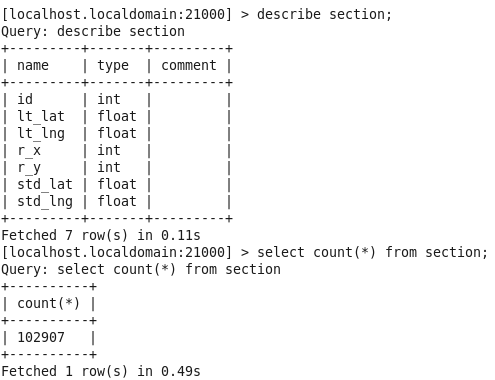 [localhost.localdomain:21000] > describe section;
Query: describe section
+---------+-------+---------+
| name    | type  | comment |
+---------+-------+---------+
| id      | int   |         |
| lt_lat  | float |         |
| lt_lng  | float |         |
| r_x     | int   |         |
| r_y     | int   |         |
| std_lat | float |         |
| std_lng | float |         |
+---------+-------+---------+
Fetched 7 row(s) in 0.11s
[localhost.localdomain:21000] > select count(*) from section;
Query: select count(*) from section
+----------+
| count(*) |
+----------+
| 102907   |
+----------+
Fetched 1 row(s) in 0.49s